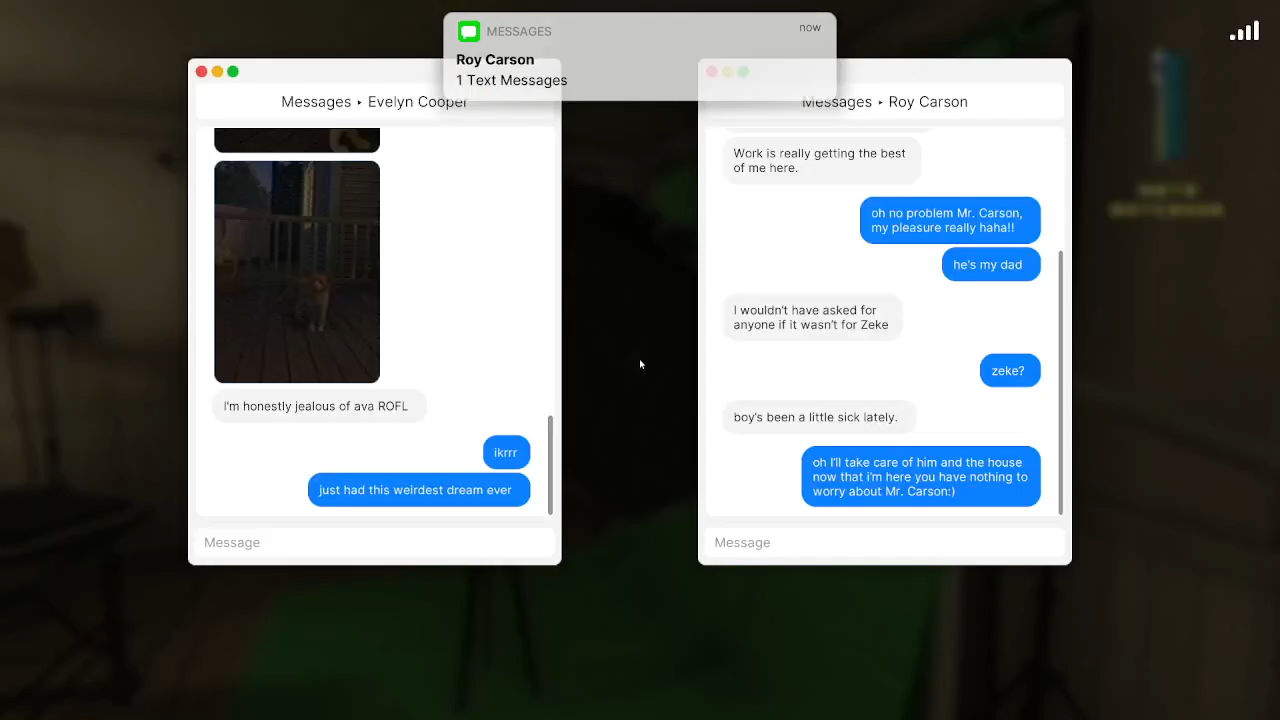 MESSAGES
now
Roy Carson
1 Text Messages
Messages ▸ Evelyn Cooper
I'm honestly jealous of ava ROFL
ikrrr
just had this weirdest dream ever
Message
Messages ▸ Roy Carson
Work is really getting the best
of me here.
oh no problem Mr. Carson,
my pleasure really haha!!
he's my dad
I wouldn't have asked for
anyone if it wasn't for Zeke
zeke?
boy's been a little sick lately.
oh I'll take care of him and the house
now that i'm here you have nothing to
worry about Mr. Carson:)
Message